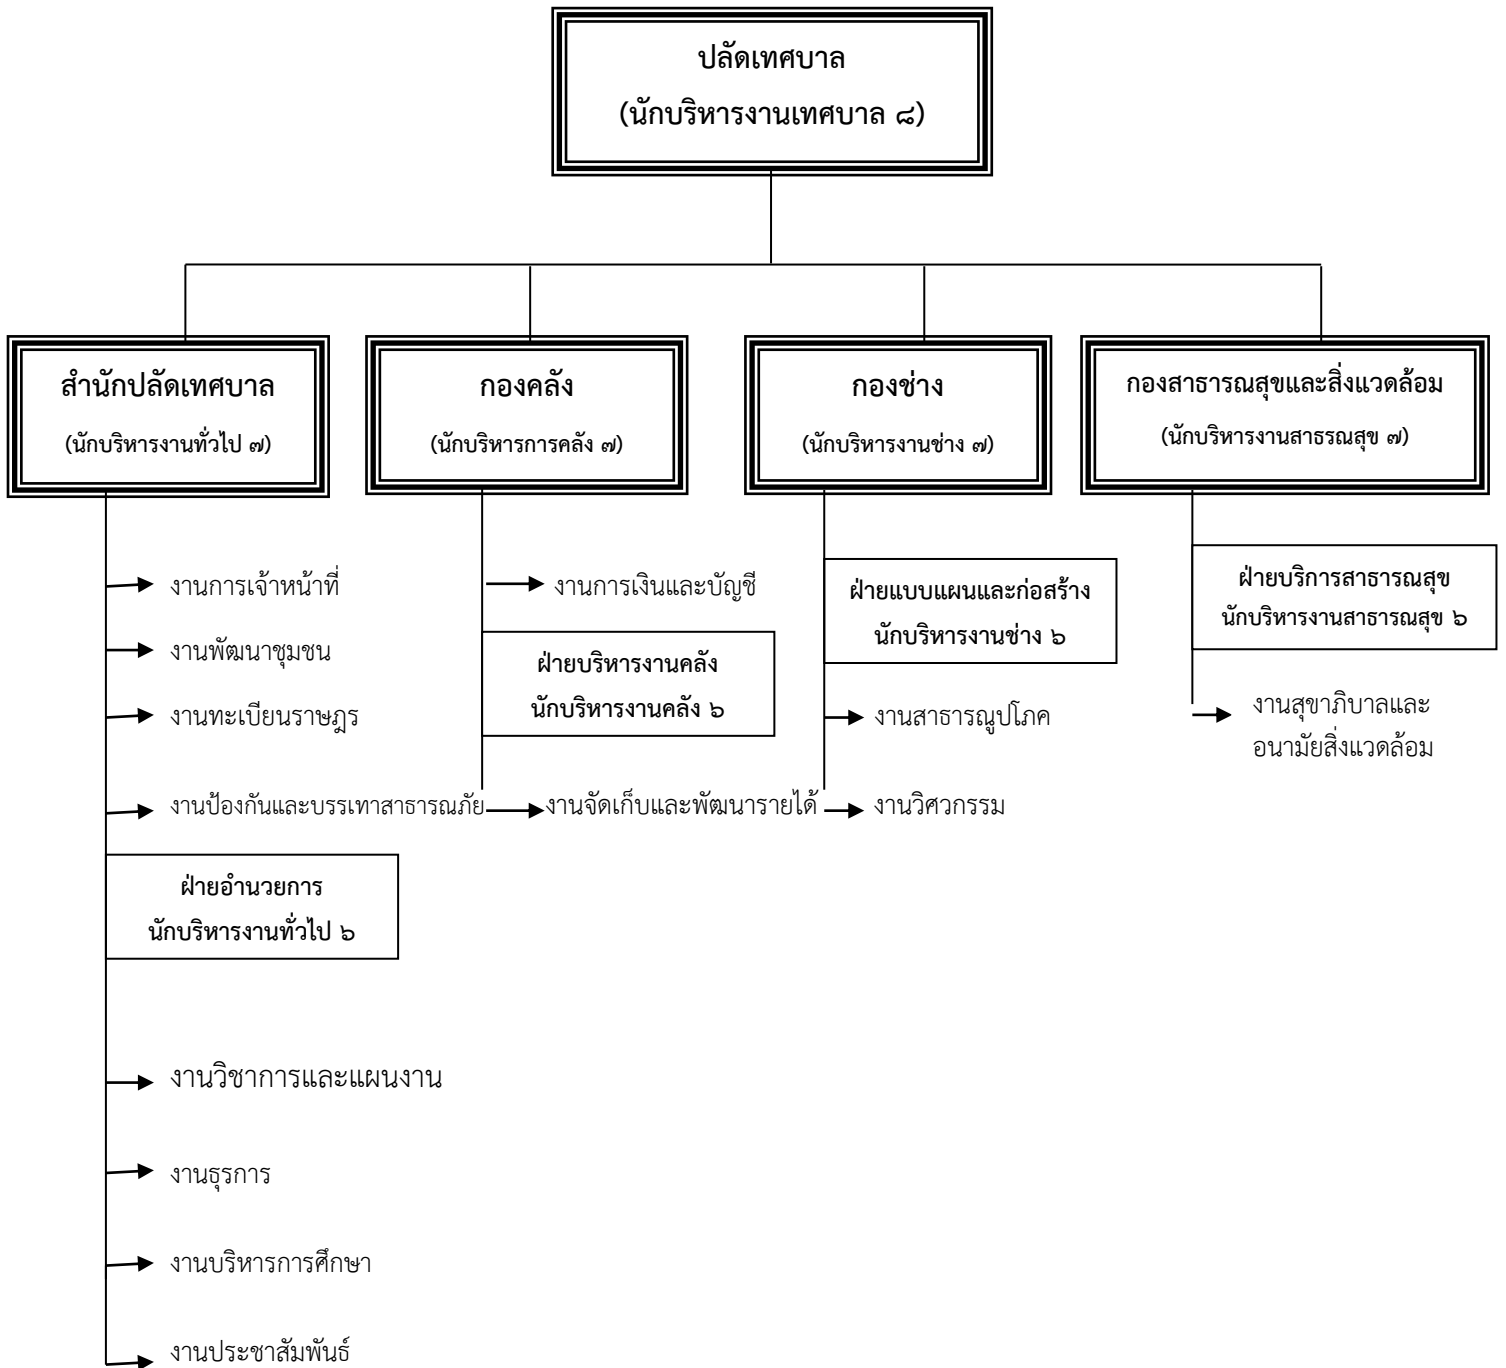 ปลัดเทศบาล
(นักบริหารงานเทศบาล ๘)
สำนักปลัดเทศบาล
(นักบริหารงานทั่วไป ๗)
กองคลัง
(นักบริหารการคลัง ๗)
กองช่าง
(นักบริหารงานช่าง ๗)
กองสาธารณสุขและสิ่งแวดล้อม
(นักบริหารงานสาธรณสุข ๗)
งานการเจ้าหน้าที่
งานพัฒนาชุมชน
งานทะเบียนราษฎร
งานป้องกันและบรรเทาสาธารณภัย
ฝ่ายอำนวยการ
นักบริหารงานทั่วไป ๖
งานวิชาการและแผนงาน
งานธุรการ
งานบริหารการศึกษา
งานประชาสัมพันธ์
งานการเงินและบัญชี
ฝ่ายบริหารงานคลัง
นักบริหารงานคลัง ๖
งานจัดเก็บและพัฒนารายได้
ฝ่ายแบบแผนและก่อสร้าง
นักบริหารงานช่าง ๖
งานสาธารณูปโภค
งานวิศวกรรม
ฝ่ายบริการสาธารณสุข
นักบริหารงานสาธารณสุข ๖
งานสุขาภิบาลและ
อนามัยสิ่งแวดล้อม